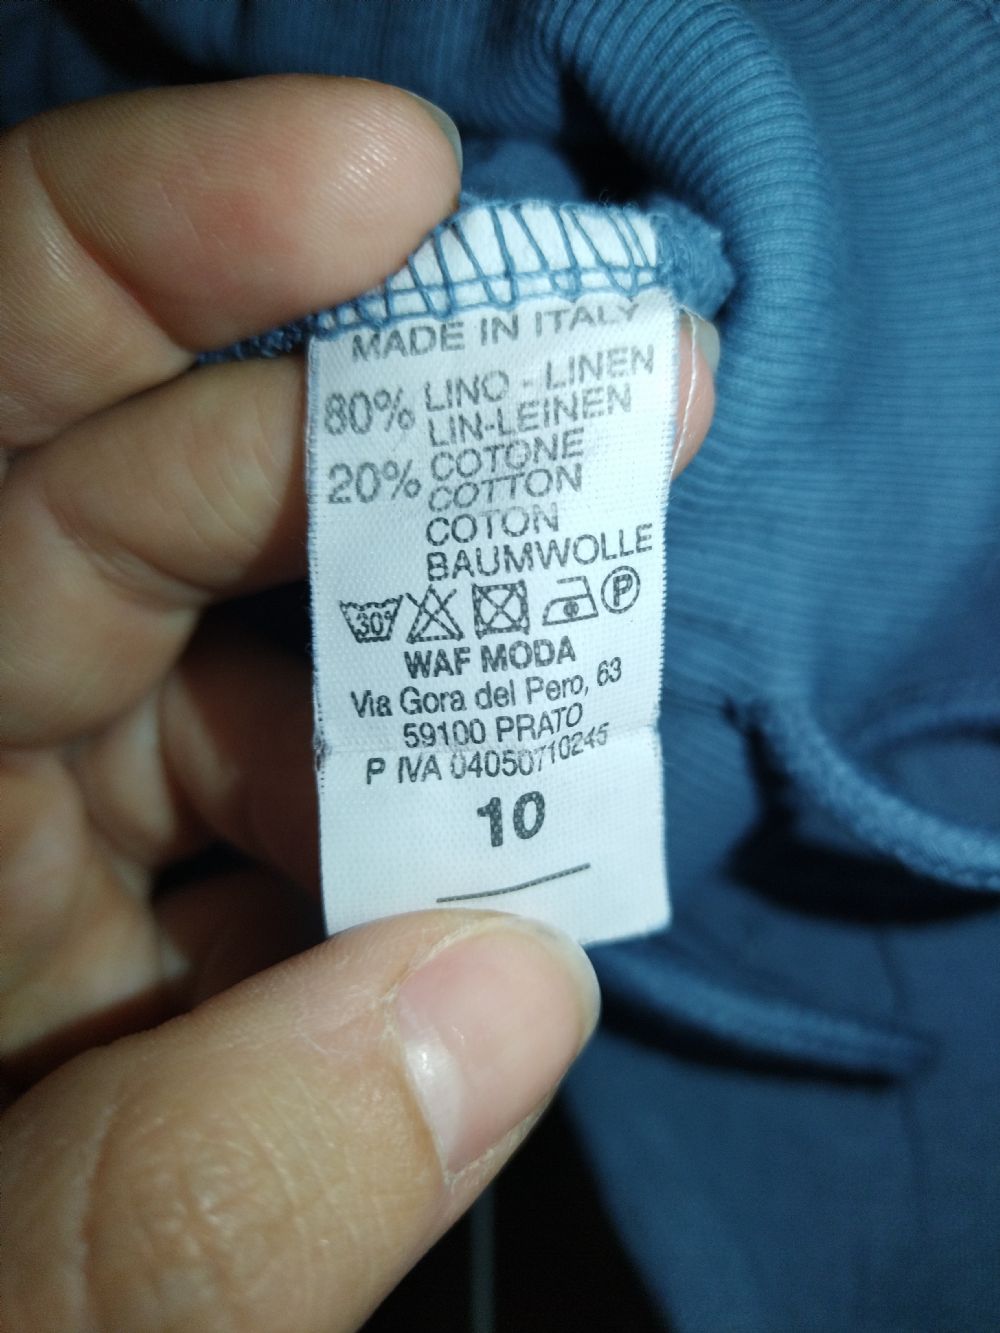 MADE IN ITALY
80% LINO - LINEN
LIN-LEINEN
20% COTONE
COTTON
COTON
BAUMWOLLE
30° P
WAF MODA
Via Gora del Pero, 63
59100 PRATO
P IVA 04050710245
10